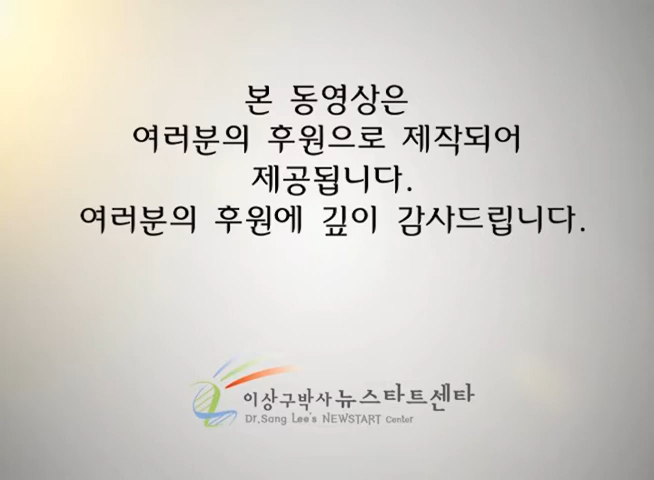 본 동영상은
여러분의 후원으로 제작되어
제공됩니다.
여러분의 후원에 깊이 감사드립니다.
이상구박사뉴스타트센타
Dr.Sang Lee's NEWSTART Center